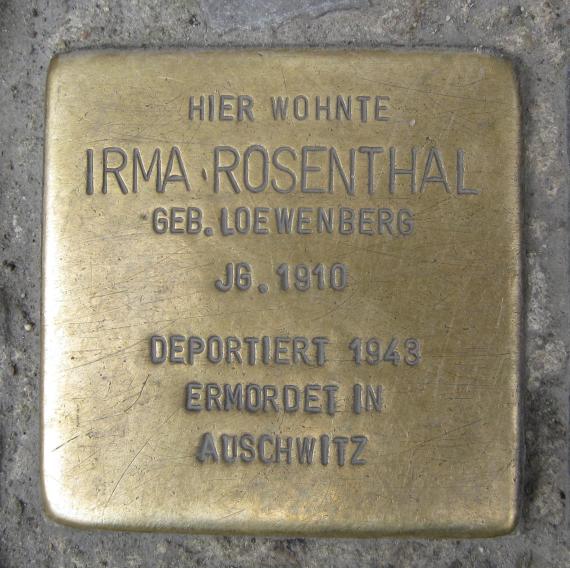 HIER WOHNTE
IRMA ROSENTHAL
GEB. LOEWENBERG
JG. 1910
DEPORTIERT 1943
ERMORDET IN
AUSCHWITZ